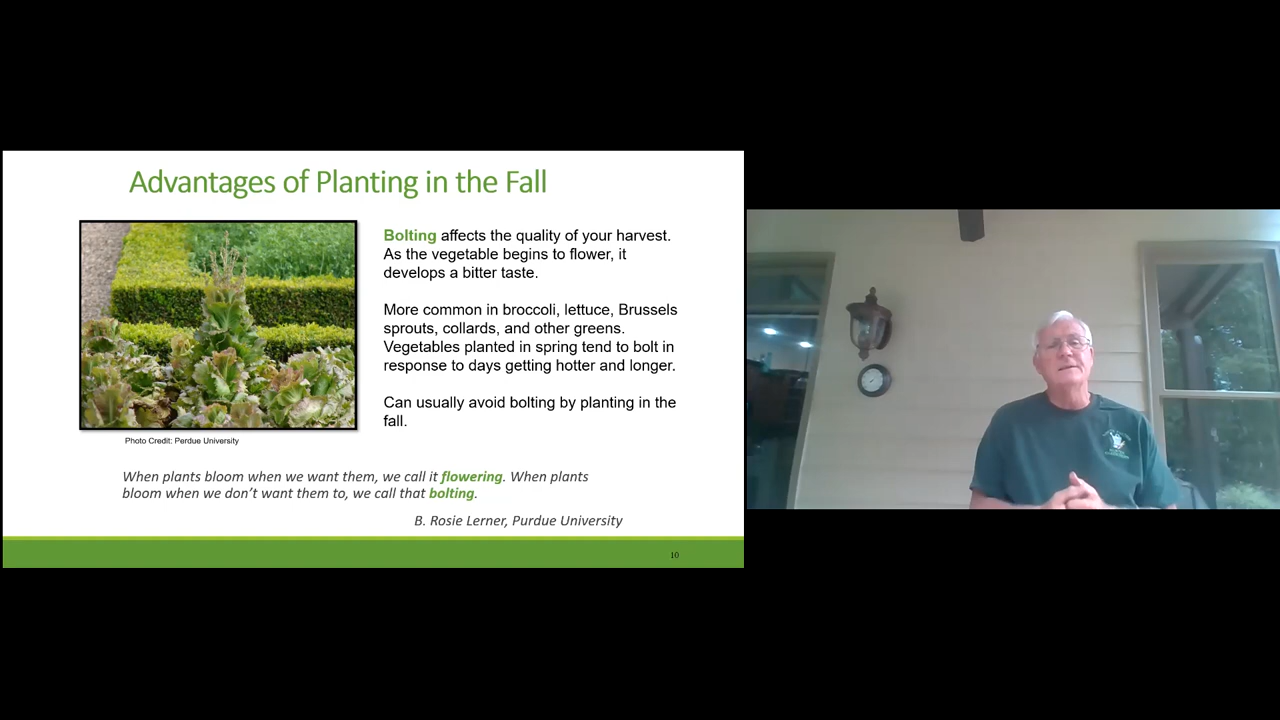 Advantages of Planting in the Fall
Bolting affects the quality of your harvest.
As the vegetable begins to flower, it
develops a bitter taste.
More common in broccoli, lettuce, Brussels
sprouts, collards, and other greens.
Vegetables planted in spring tend to bolt in
response to days getting hotter and longer.
Can usually avoid bolting by planting in the
fall.
Photo Credit: Perdue University
When plants bloom when we want them, we call it flowering. When plants
bloom when we don’t want them to, we call that bolting.
B. Rosie Lerner, Purdue University
10